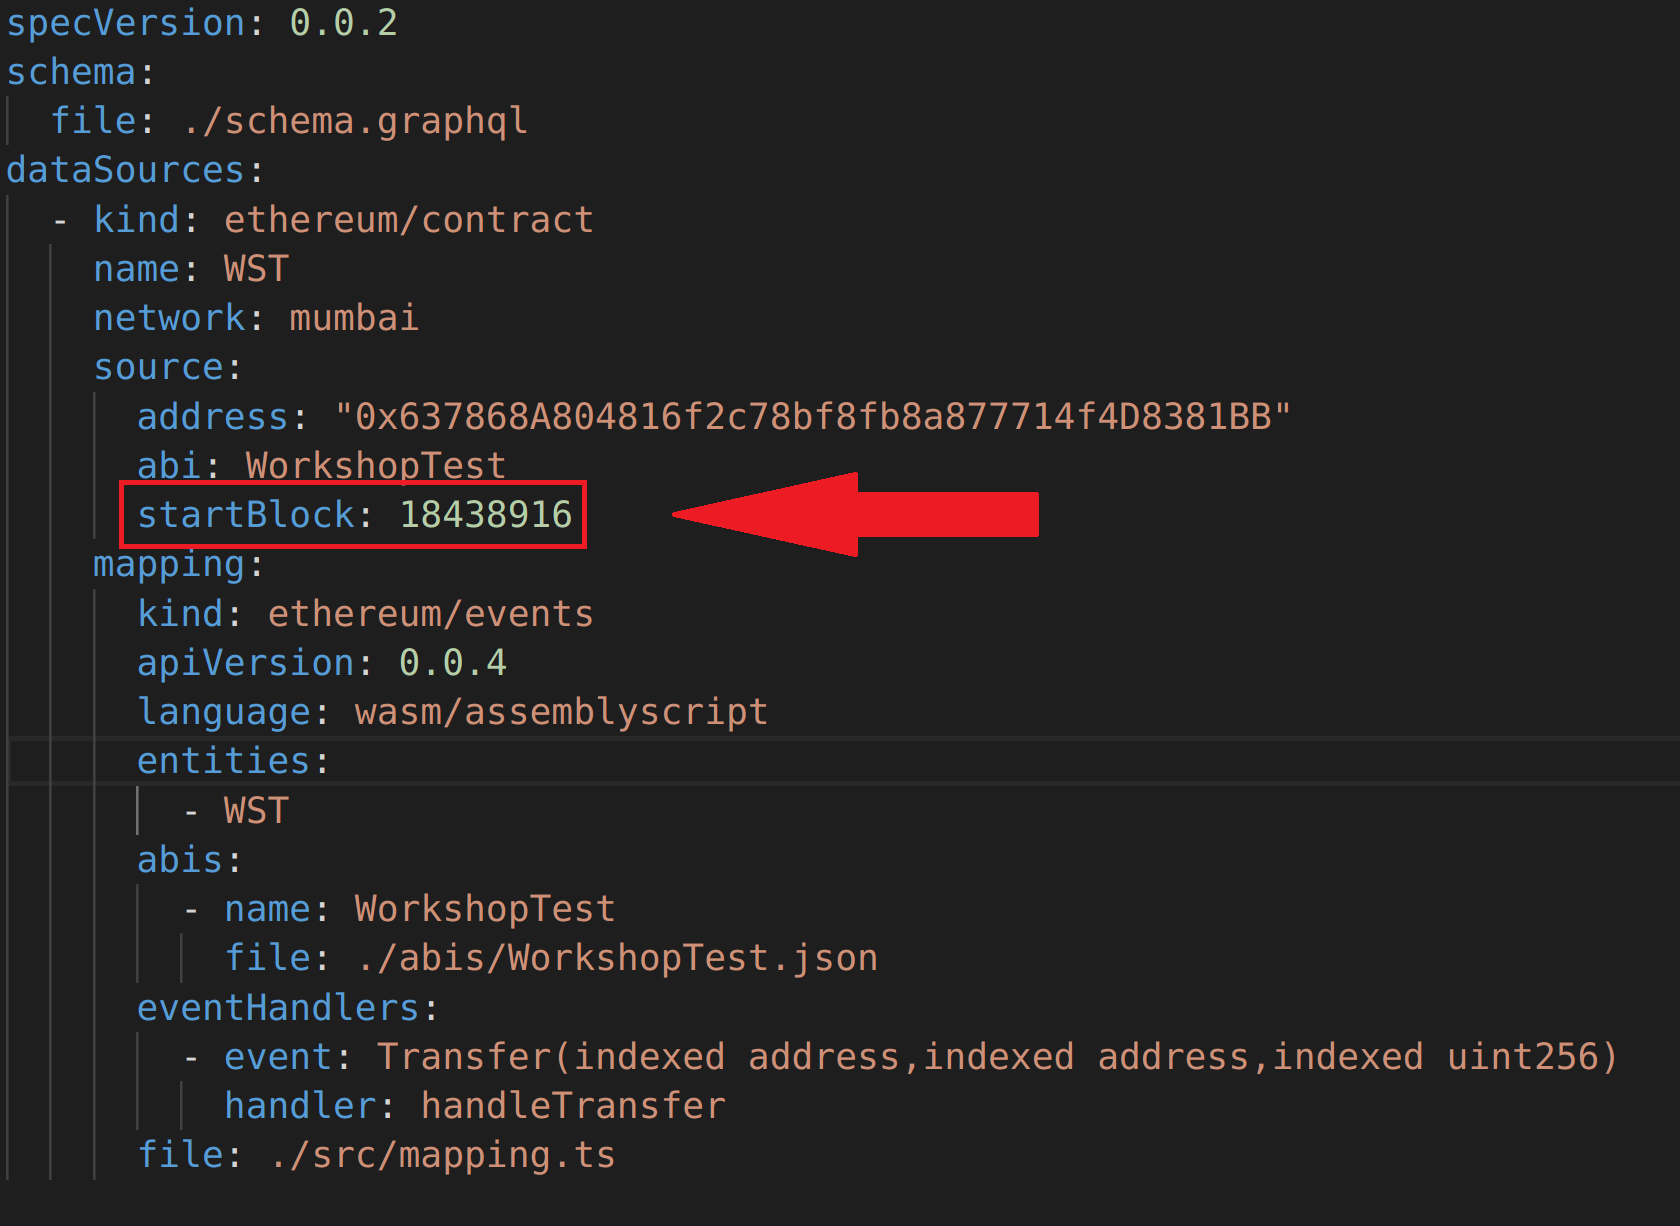 specVersion: 0.0.2
schema:
  file: ./schema.graphql
dataSources:
  - kind: ethereum/contract
    name: WST
    network: mumbai
    source:
      address: "0x637868A804816f2c78bf8fb8a877714f4D8381BB"
      abi: WorkshopTest
      startBlock: 18438916
    mapping:
      kind: ethereum/events
      apiVersion: 0.0.4
      language: wasm/assemblyscript
      entities:
        - WST
      abis:
        - name: WorkshopTest
          file: ./abis/WorkshopTest.json
      eventHandlers:
        - event: Transfer(indexed address,indexed address,indexed uint256)
          handler: handleTransfer
      file: ./src/mapping.ts